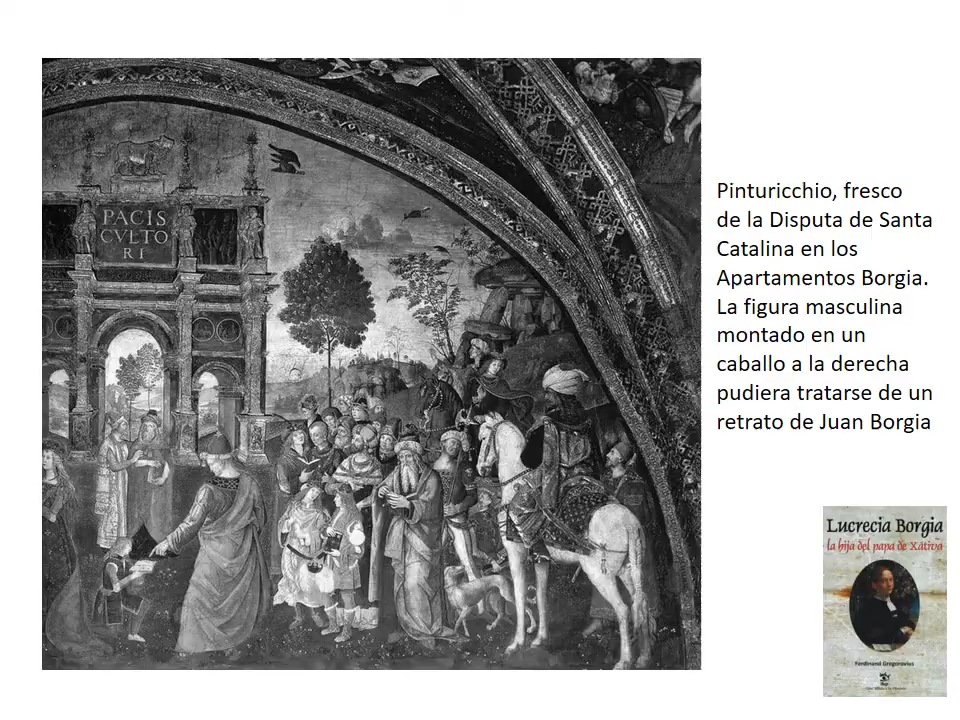 PACIS
CVLTO
RI
Pinturicchio, fresco
de la Disputa de Santa
Catalina en los
Apartamentos Borgia.
La figura masculina
montado en un
caballo a la derecha
pudiera tratarse de un
retrato de Juan Borgia
Lucrecia Borgia
la hija del papa de Xàtiva
Ferdinand Gregorovius